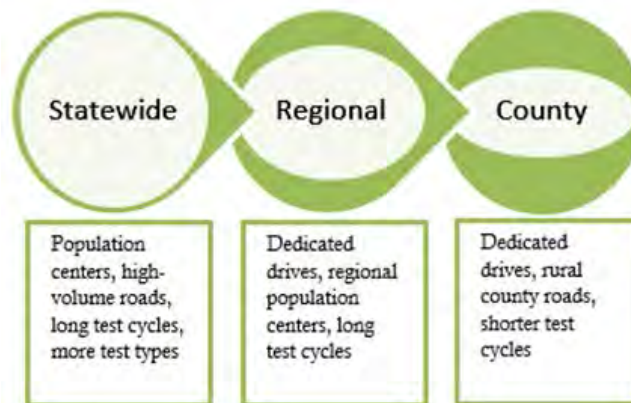 Statewide
Regional
County
Population
centers, high-
volume roads,
long test cycles,
more test types
Dedicated
drives, regional
population
centers, long
test cycles
Dedicated
drives, rural
county roads,
shorter test
cycles